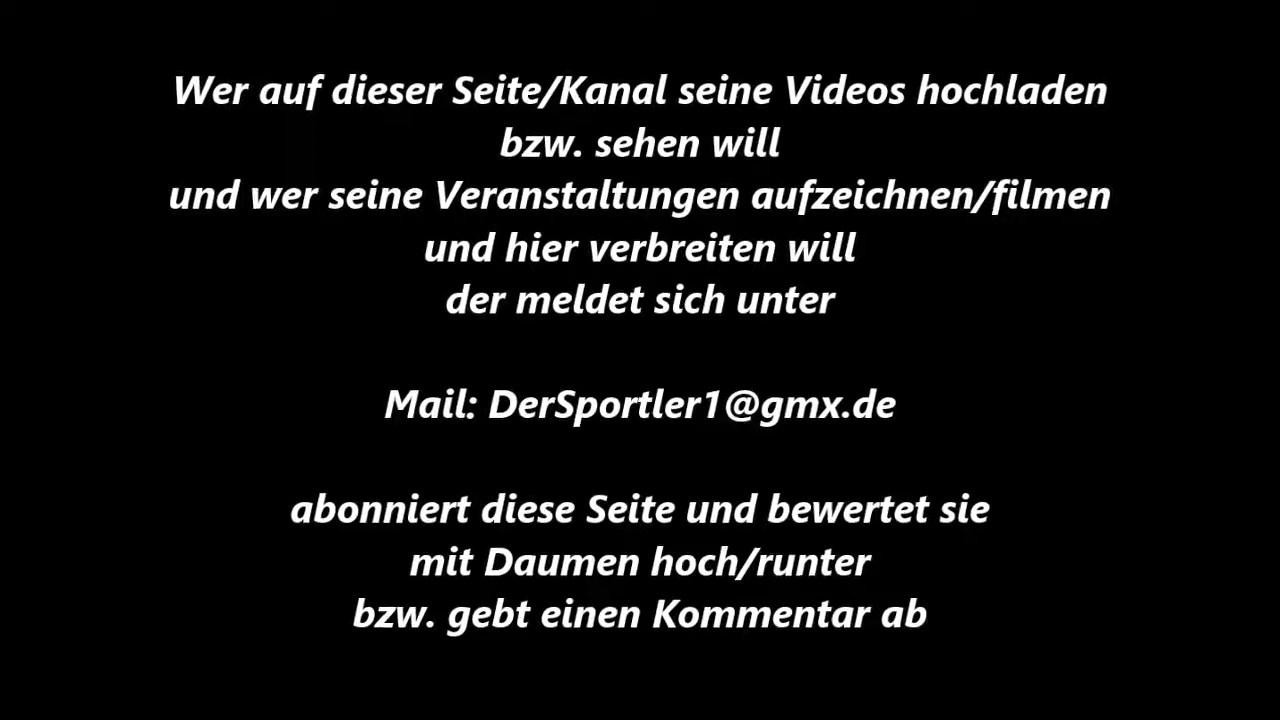 Wer auf dieser Seite/Kanal seine Videos hochladen
bzw. sehen will
und wer seine Veranstaltungen aufzeichnen/filmen
und hier verbreiten will
der meldet sich unter
Mail: DerSportler1@gmx.de
abonniert diese Seite und bewertet sie
mit Daumen hoch/runter
bzw. gebt einen Kommentar ab